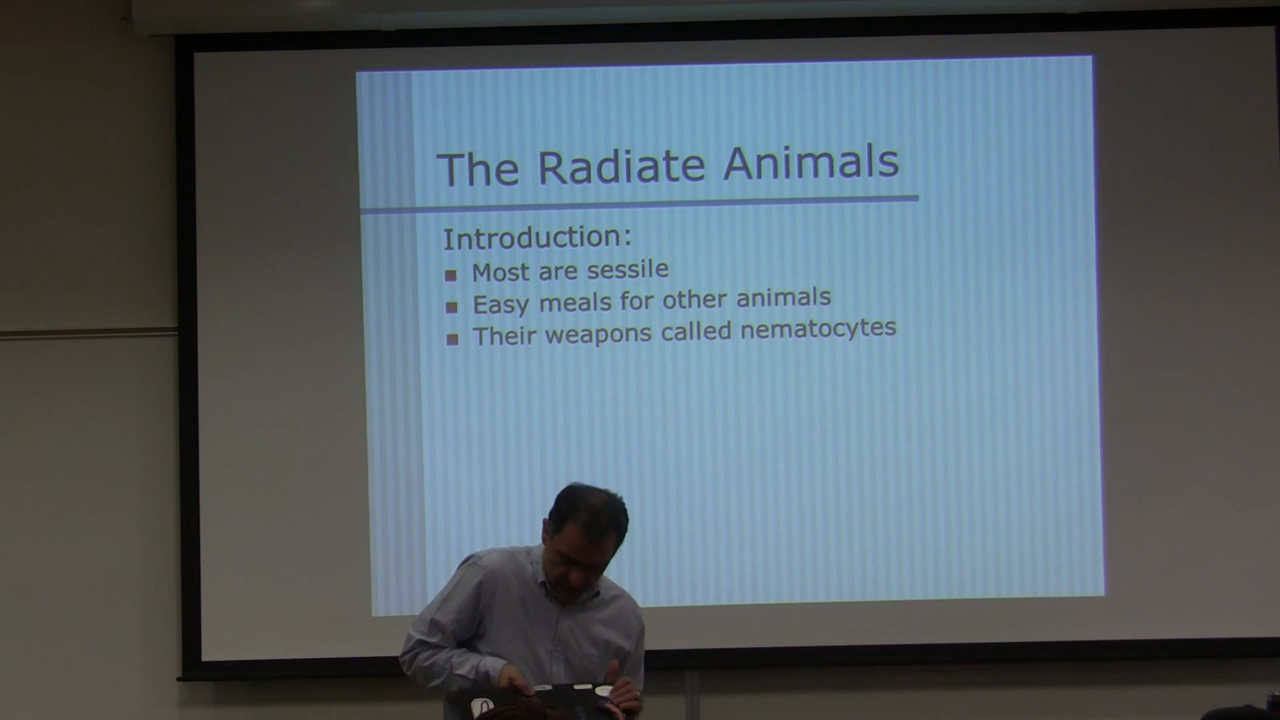 The Radiate Animals
Introduction:
Most are sessile
Easy meals for other animals
Their weapons called nematocytes